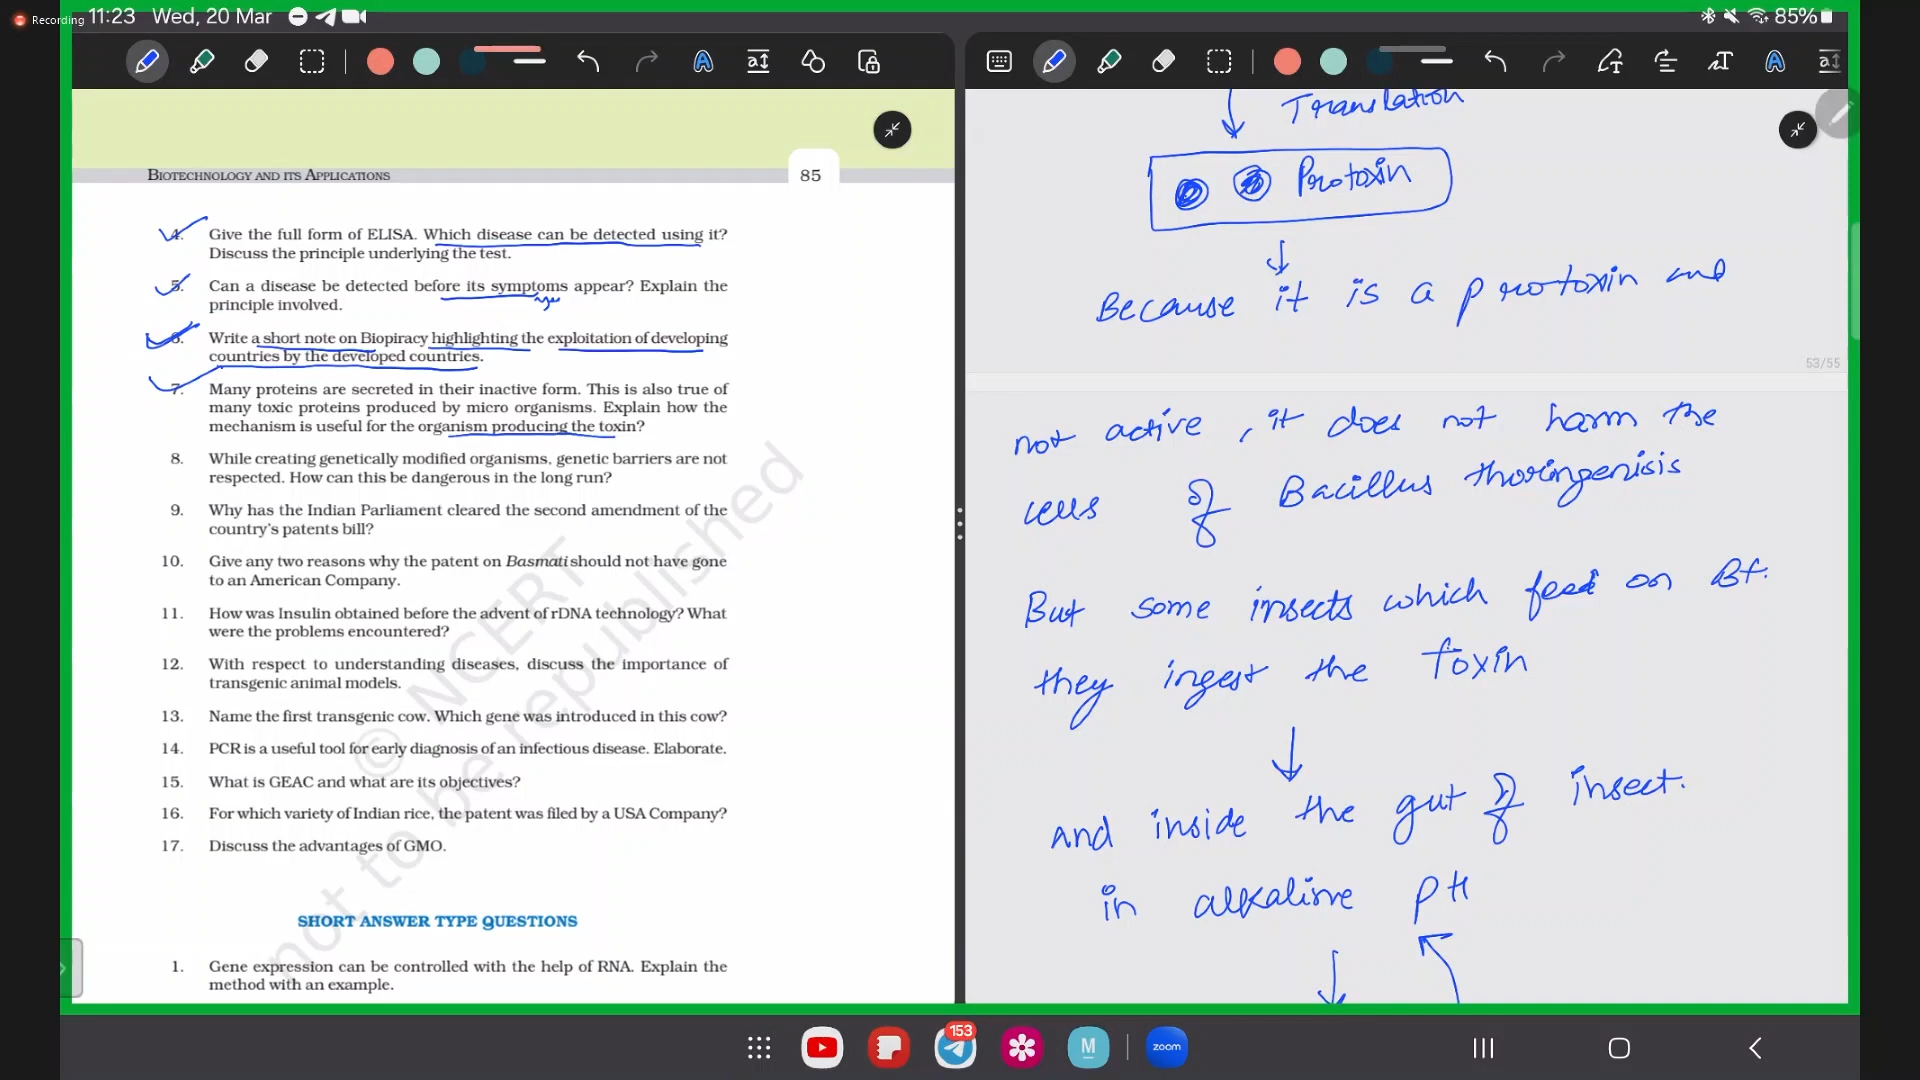 Recording
11:23 Wed, 20 Mar
85%
BIOTECHNOLOGY AND ITS APPLICATIONS
85
4. Give the full form of ELISA. Which disease can be detected using it?
Discuss the principle underlying the test.
5. Can a disease be detected before its symptoms appear? Explain the
principle involved.
6. Write a short note on Biopiracy highlighting the exploitation of developing
countries by the developed countries.
7. Many proteins are secreted in their inactive form. This is also true of
many toxic proteins produced by micro organisms. Explain how the
mechanism is useful for the organism producing the toxin?
8. While creating genetically modified organisms, genetic barriers are not
respected. How can this be dangerous in the long run?
9. Why has the Indian Parliament cleared the second amendment of the
country's patents bill?
10. Give any two reasons why the patent on Basmati should not have gone
to an American Company.
11. How was Insulin obtained before the advent of rDNA technology? What
were the problems encountered?
12. With respect to understanding diseases, discuss the importance of
transgenic animal models.
13. Name the first transgenic cow. Which gene was introduced in this cow?
14. PCR is a useful tool for early diagnosis of an infectious disease. Elaborate.
15. What is GEAC and what are its objectives?
16. For which variety of Indian rice, the patent was filed by a USA Company?
17. Discuss the advantages of GMO.
© NCERT
not to be republished
SHORT ANSWER TYPE QUESTIONS
1. Gene expression can be controlled with the help of RNA. Explain the
method with an example.
Translation
Protoxin
Because it is a protoxin and
53/55
not active, it does not harm the
cells of Bacillus thoringenisis
But some insects which feed on Bt.
they ingest the toxin
and inside the gut of insect.
in alkaline pH
153
M
zoom